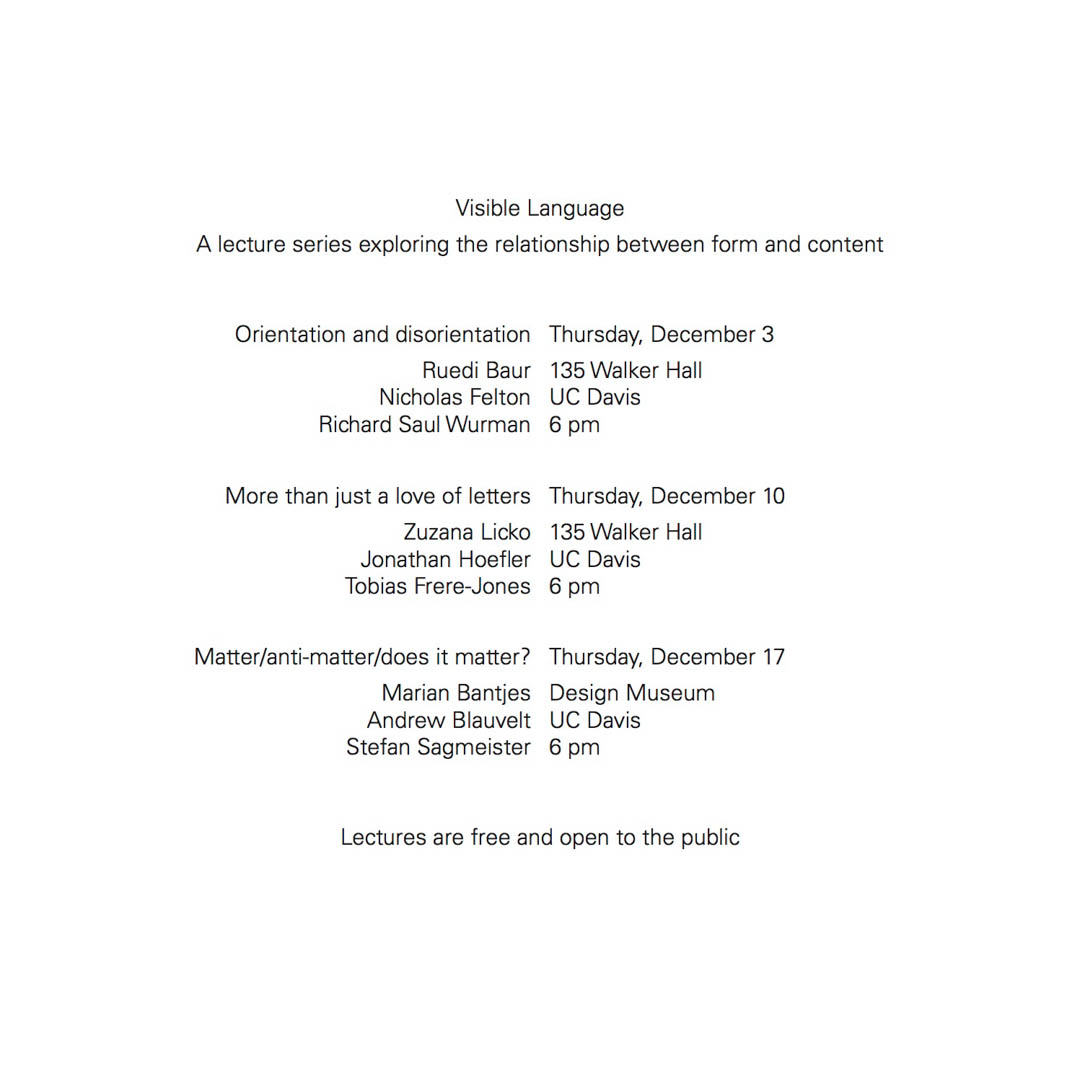 Visible Language
A lecture series exploring the relationship between form and content
Orientation and disorientation Thursday, December 3
Ruedi Baur 135 Walker Hall
Nicholas Felton UC Davis
Richard Saul Wurman 6 pm
More than just a love of letters Thursday, December 10
Zuzana Licko 135 Walker Hall
Jonathan Hoefler UC Davis
Tobias Frere-Jones 6 pm
Matter/anti-matter/does it matter? Thursday, December 17
Marian Bantjes Design Museum
Andrew Blauvelt UC Davis
Stefan Sagmeister 6 pm
Lectures are free and open to the public